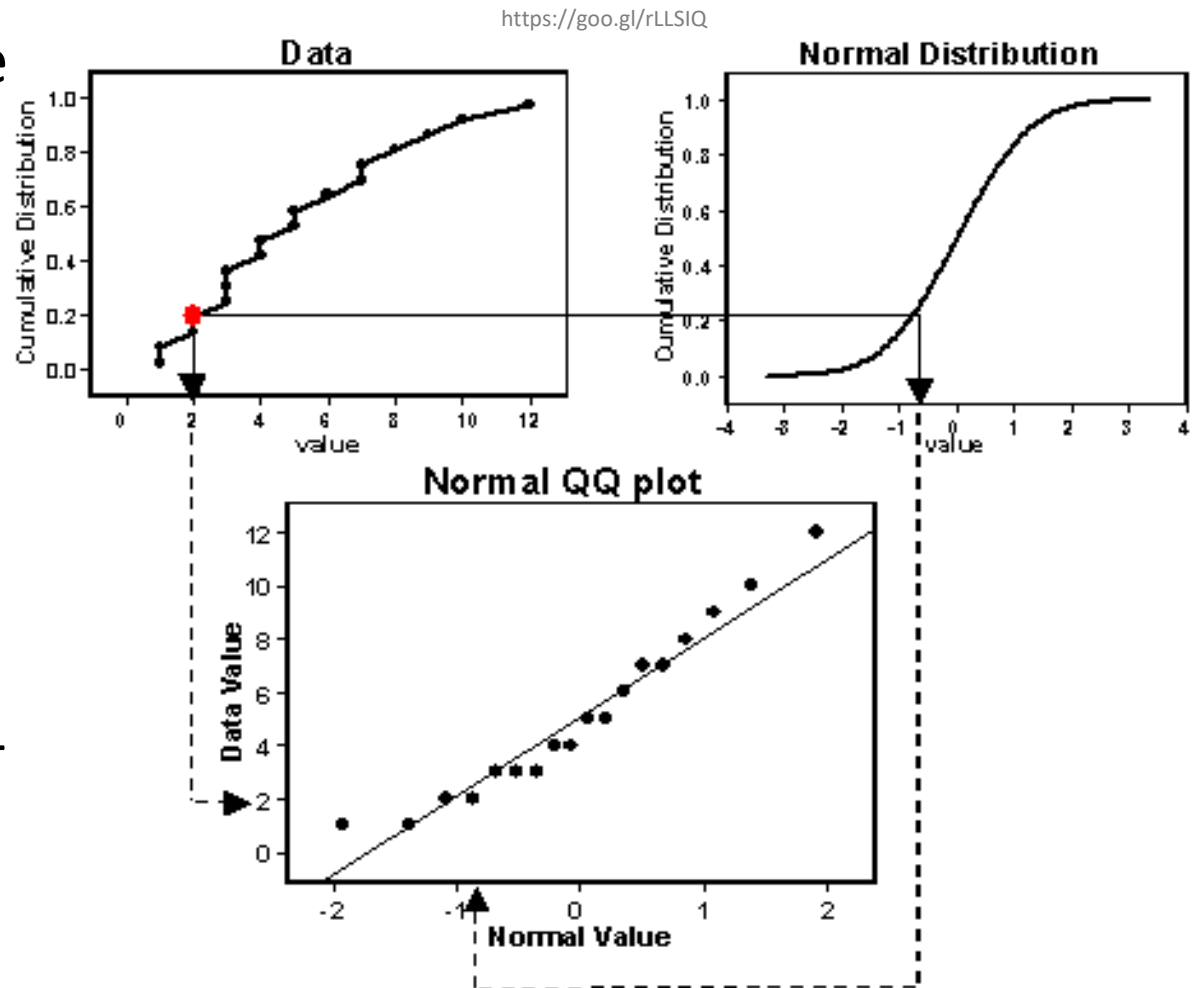 https://goo.gl/rLLSIQ
e
Data
Normal Distribution
Cumulative Distribution
1.0
0.8
0.6
0.4
0.2
0.0
0 2 4 6 8 10 12
value
Cumulative Distribution
1.0
0.8
0.6
0.4
0.2
0.0
-4 -3 -2 -1 0 1 2 3 4
value
Normal QQ plot
Data Value
12
10
8
6
4
2
0
-2 -1 0 1 2
Normal Value